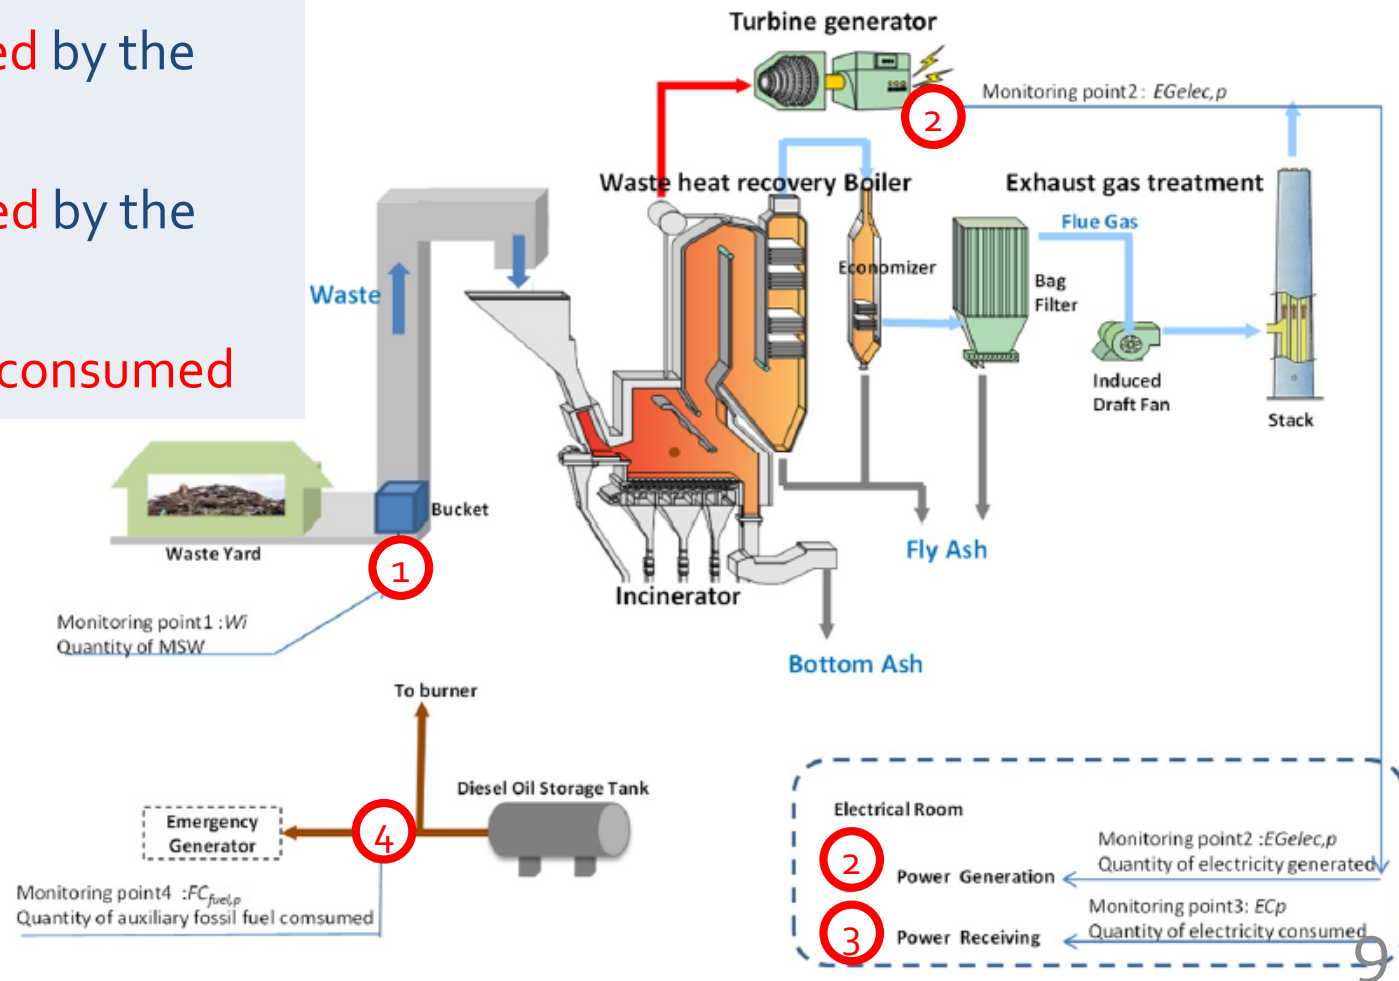 ed by the
ed by the
consumed
Turbine generator
2
Monitoring point2: EGelec,p
Waste heat recovery Boiler
Exhaust gas treatment
Flue Gas
Economizer
Waste
Bag
Filter
Induced
Draft Fan
Stack
Bucket
Waste Yard
1
Fly Ash
Incinerator
Monitoring point1 :Wi
Quantity of MSW
Bottom Ash
To burner
Diesel Oil Storage Tank
Emergency
Generator
4
Monitoring point4 :FCfuel,p
Quantity of auxiliary fossil fuel comsumed
Electrical Room
2
Power Generation
Monitoring point2 :EGelec,p
Quantity of electricity generated
3
Power Receiving
Monitoring point3: ECp
Quantity of electricity consumed
9